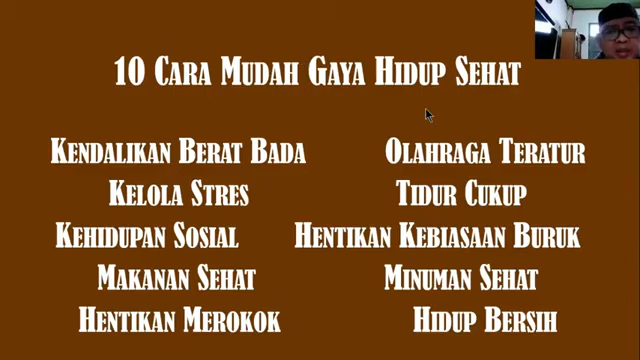 10 Cara Mudah Gaya Hidup Sehat
Kendalikan Berat Bada
Olahraga Teratur
Kelola Stres
Tidur Cukup
Kehidupan Sosial
Hentikan Kebiasaan Buruk
Makanan Sehat
Minuman Sehat
Hentikan Merokok
Hidup Bersih